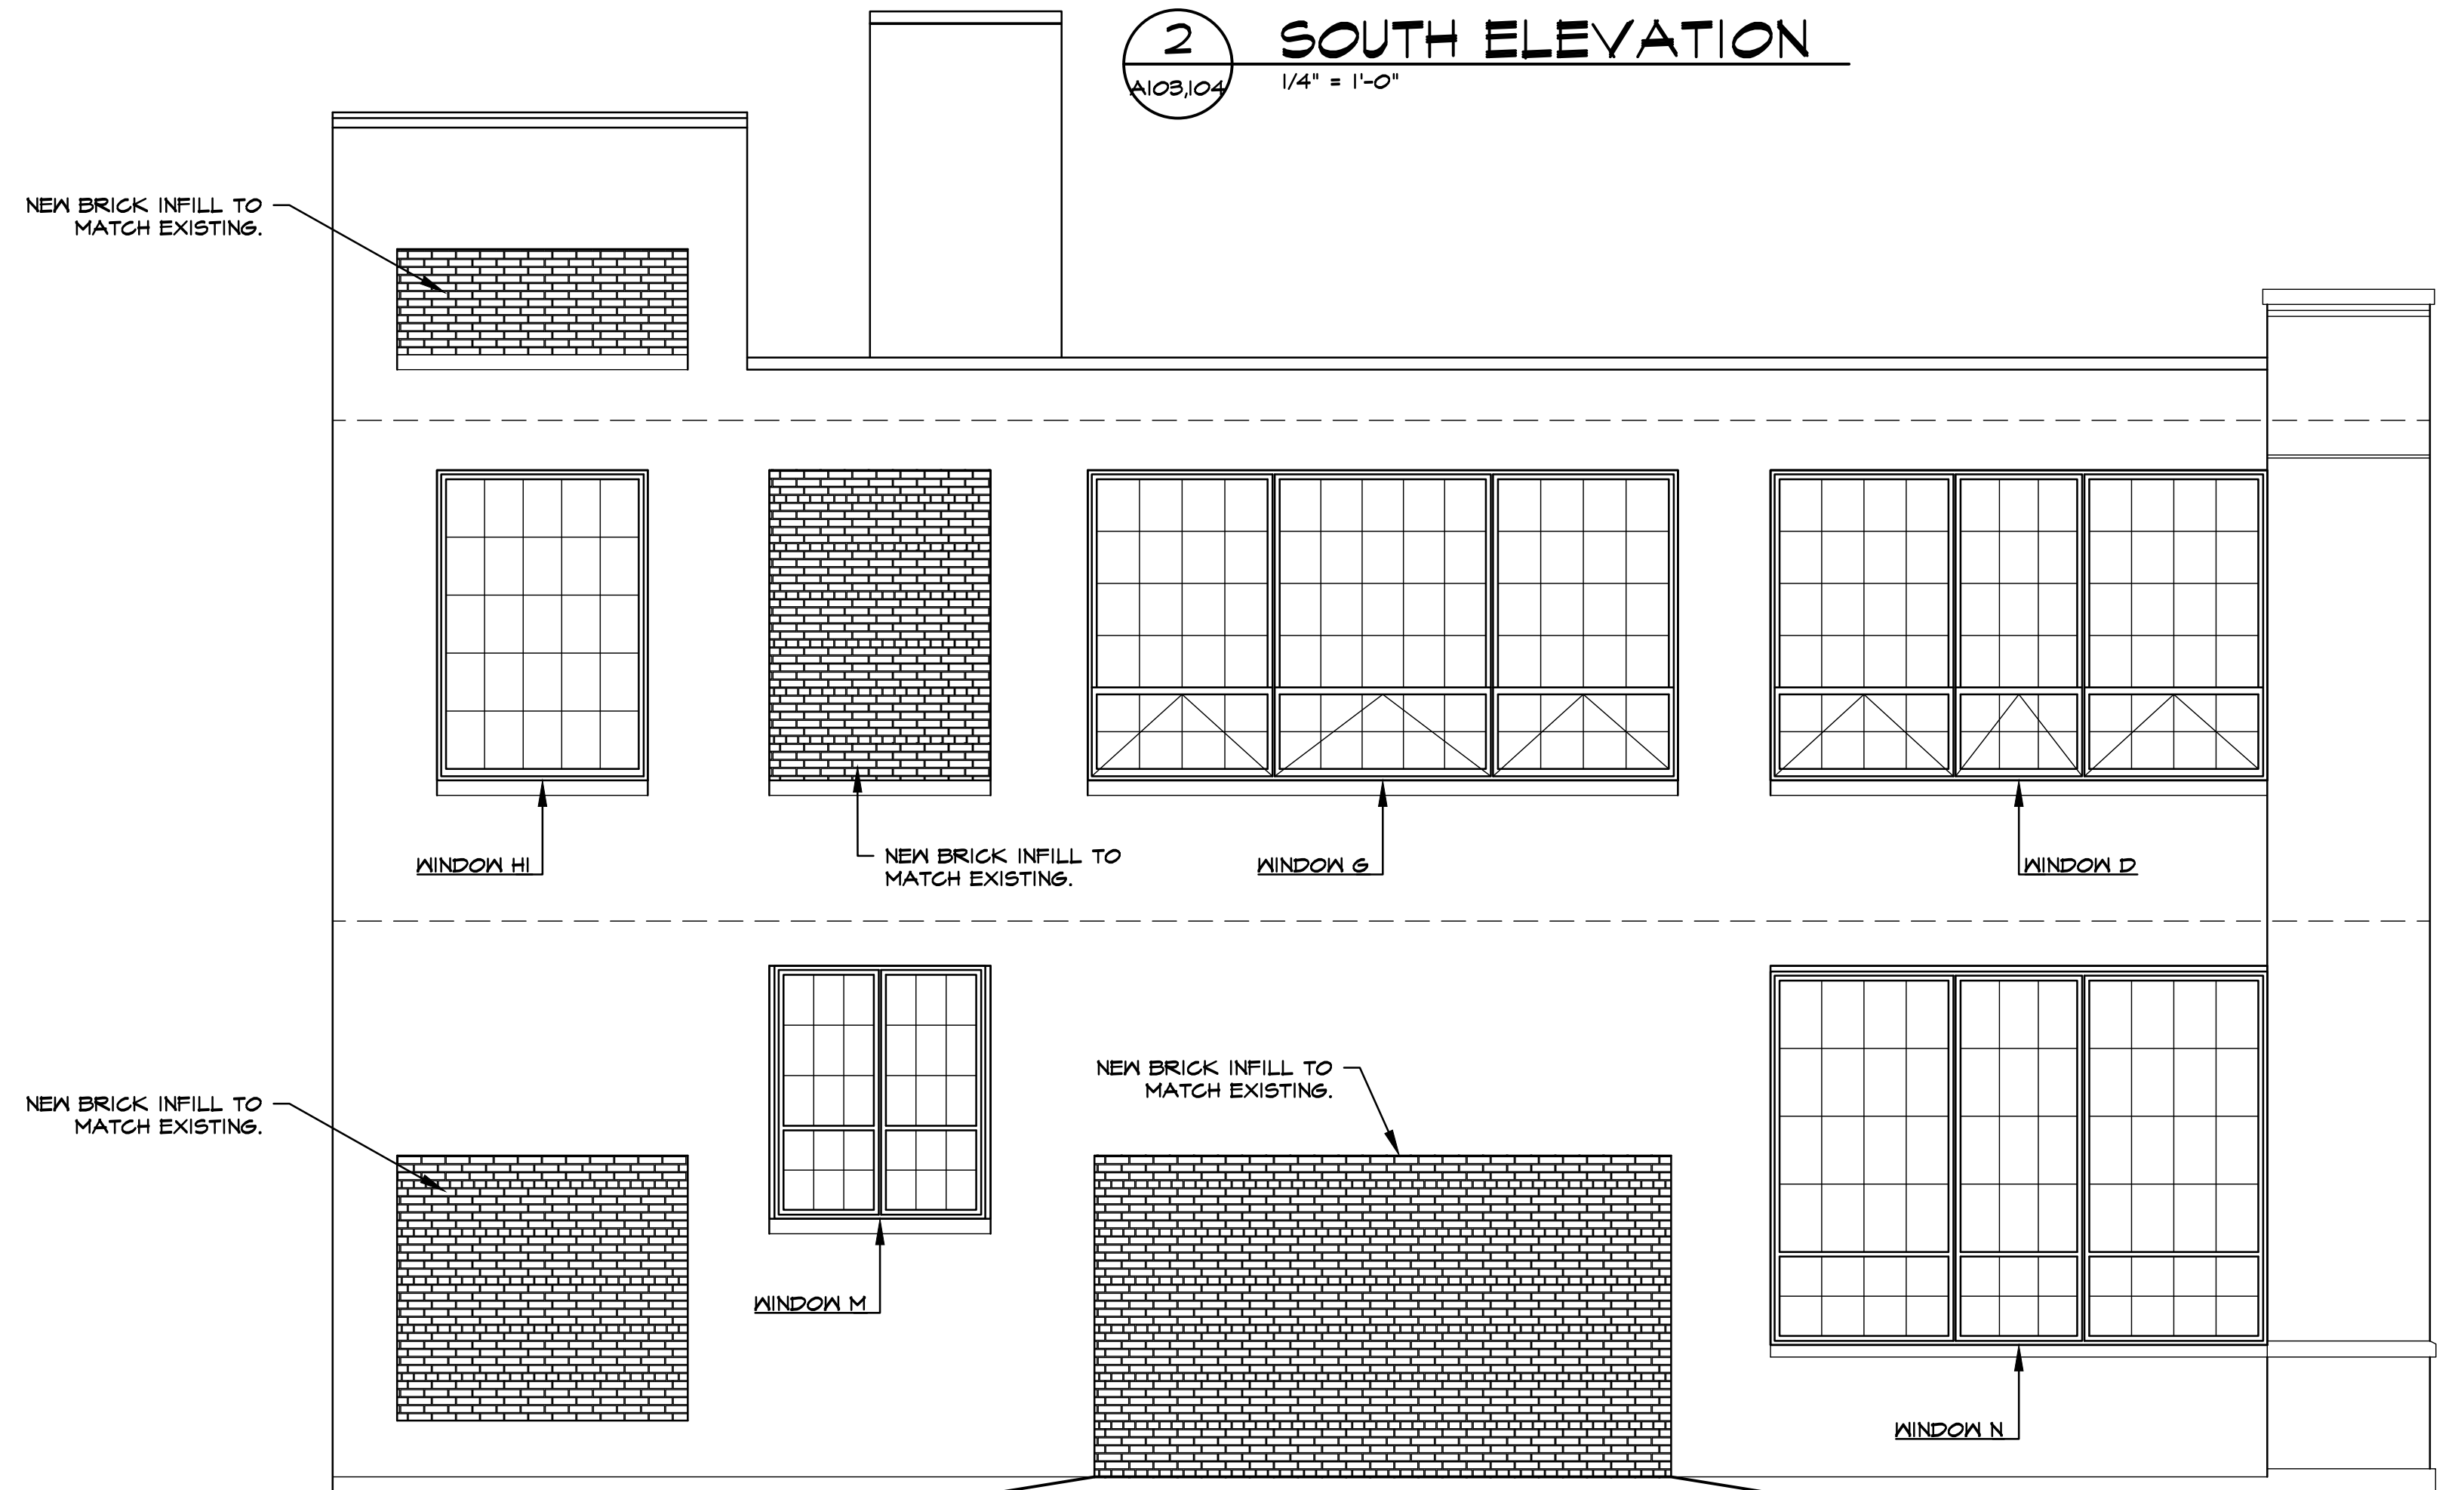 2
A103,104
SOUTH ELEVATION
1/4" = 1'-0"
NEW BRICK INFILL TO
MATCH EXISTING.
WINDOW H1
NEW BRICK INFILL TO
MATCH EXISTING.
WINDOW G
WINDOW D
NEW BRICK INFILL TO
MATCH EXISTING.
WINDOW M
NEW BRICK INFILL TO
MATCH EXISTING.
WINDOW N